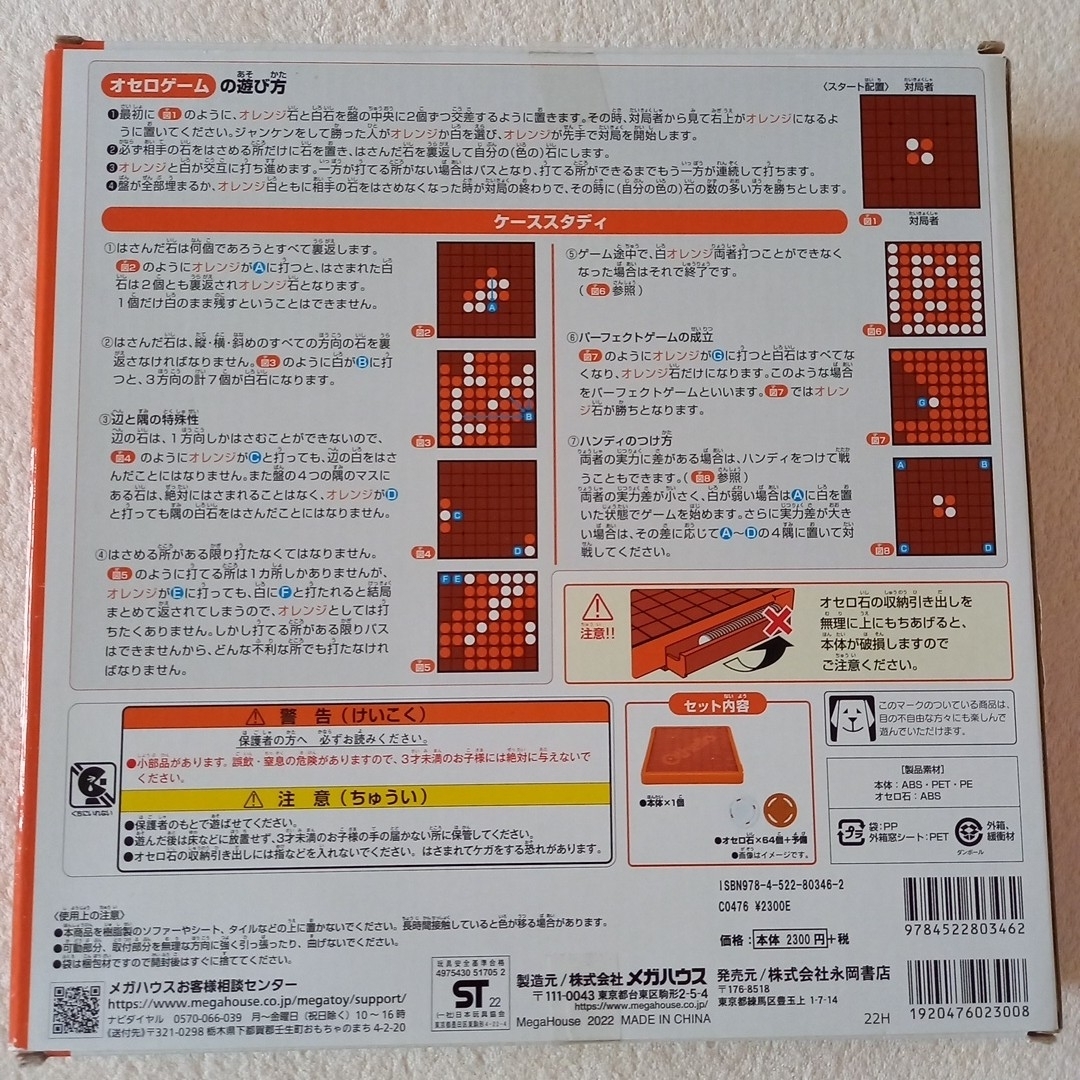 オセロゲーム の遊び方
❶最初に 図1 のように、オレンジ石と白石を盤の中央に2個ずつ交差するように置きます。その時、対局者から見て右上がオレンジになるよ
うに置いてください。ジャンケンをして勝った人がオレンジか白を選び、オレンジが先手で対局を開始します。
❷必ず相手の石をはさめる所だけに石を置き、はさんだ石を裏返して自分の(色の)石にします。
❸オレンジと白が交互に打ち進めます。一方が打てる所がない場合はパスとなり、打てる所ができるまでもう一方が連続して打ちます。
❹盤が全部埋まるか、オレンジ白ともに相手の石をはさめなくなった時が対局の終わりで、その時に(自分の色の)石の数の多い方を勝ちとします。
〈スタート配置〉 対局者
図1 対局者
ケーススタディ
①はさんだ石は何個であろうとすべて裏返します。
図2 のようにオレンジがAに打つと、はさまれた白
石は2個とも裏返されオレンジ石となります。
1個だけ白のまま残すということはできません。
A
図2
②はさんだ石は、縦・横・斜めのすべての方向の石を裏
返さなければなりません。図3 のように白がBに打
つと、3方向の計7個が白石になります。
B
図3
③辺と隅の特殊性
辺の石は、1方向しかはさむことができないので、
図4 のようにオレンジがCと打っても、辺の白をはさ
んだことにはなりません。また盤の4つの隅のマスに
ある石は、絶対にはさまれることはなく、オレンジがD
と打っても隅の白石をはさんだことにはなりません。
C
D
図4
④はさめる所がある限り打たなくてはなりません。
図5 のように打てる所は1カ所しかありませんが、
オレンジがEに打っても、白にFと打たれると結局
まとめて返されてしまうので、オレンジとしては打
ちたくありません。しかし打てる所がある限りパス
はできませんから、どんな不利な所でも打たなけれ
ばなりません。
F E
図5
⑤ゲーム途中で、白オレンジ両者打つことができなく
なった場合はそれで終了です。
(図6 参照)
図6
⑥パーフェクトゲームの成立
図7 のようにオレンジがGに打つと白石はすべてな
くなり、オレンジ石だけになります。このような場合
をパーフェクトゲームといいます。図7 ではオレン
ジ石が勝ちとなります。
G
図7
⑦ハンディのつけ方
両者の実力に差がある場合は、ハンディをつけて戦
うこともできます。(図8 参照)
両者の実力差が小さく、白が弱い場合はAに白を置
いた状態でゲームを始めます。さらに実力差が大き
い場合は、その差に応じてA〜Dの4隅に置いて対
戦してください。
A B
C D
図8
注意!!
オセロ石の収納引き出しを
無理に上にもちあげると、
本体が破損しますので
ご注意ください。
くちにいれない
警告(けいこく)
保護者の方へ 必ずお読みください。
●小部品があります。誤飲・窒息の危険がありますので、3才未満のお子様には絶対に与えないで
ください。
注意(ちゅうい)
●保護者のもとで遊ばせてください。
●遊んだ後は床などに放置せず、3才未満のお子様の手の届かない所に保管してください。
●オセロ石の収納引き出しには指などを入れないでください。はさまれてケガをする恐れがあります。
セット内容
●本体×1個
●オセロ石×64個+予備
●画像はイメージです。
このマークのついている商品は、
目の不自由な方々にも楽しんで
遊んでいただけます。
[製品素材]
本体:ABS・PET・PE
オセロ石:ABS
プラ
袋:PP
外箱窓シート:PET
ダンボール
外箱、
緩衝材
〈使用上の注意〉
●本商品を樹脂製のソファーやシート、タイルなどの上に置かないでください。長時間接触していると色が移る場合があります。
●可動部分、取付部分を無理な方向に強く引っ張ったり、曲げないでください。
●袋は梱包材ですので開封後はすぐに捨ててください。
ISBN978-4-522-80346-2
C0476 ¥2300E
価格:本体 2300円+税
9784522803462
1920476023008
メガハウスお客様相談センター
https://www.megahouse.co.jp/megatoy/support/
ナビダイヤル 0570-066-039 月〜金曜日(祝日除く)10〜16時
《送付先》〒321-0298 栃木県下都賀郡壬生町おもちゃのまち4-2-20
玩具安全基準合格
4975430 51705 2
ST 22
(一社)日本玩具協会
東京都墨田区東駒形4-22-4
製造元/株式会社 メガハウス
〒111-0043 東京都台東区駒形2-5-4
https://www.megahouse.co.jp/
MegaHouse 2022 MADE IN CHINA
発売元/株式会社永岡書店
〒176-8518
東京都練馬区豊玉上 1-7-14
22H